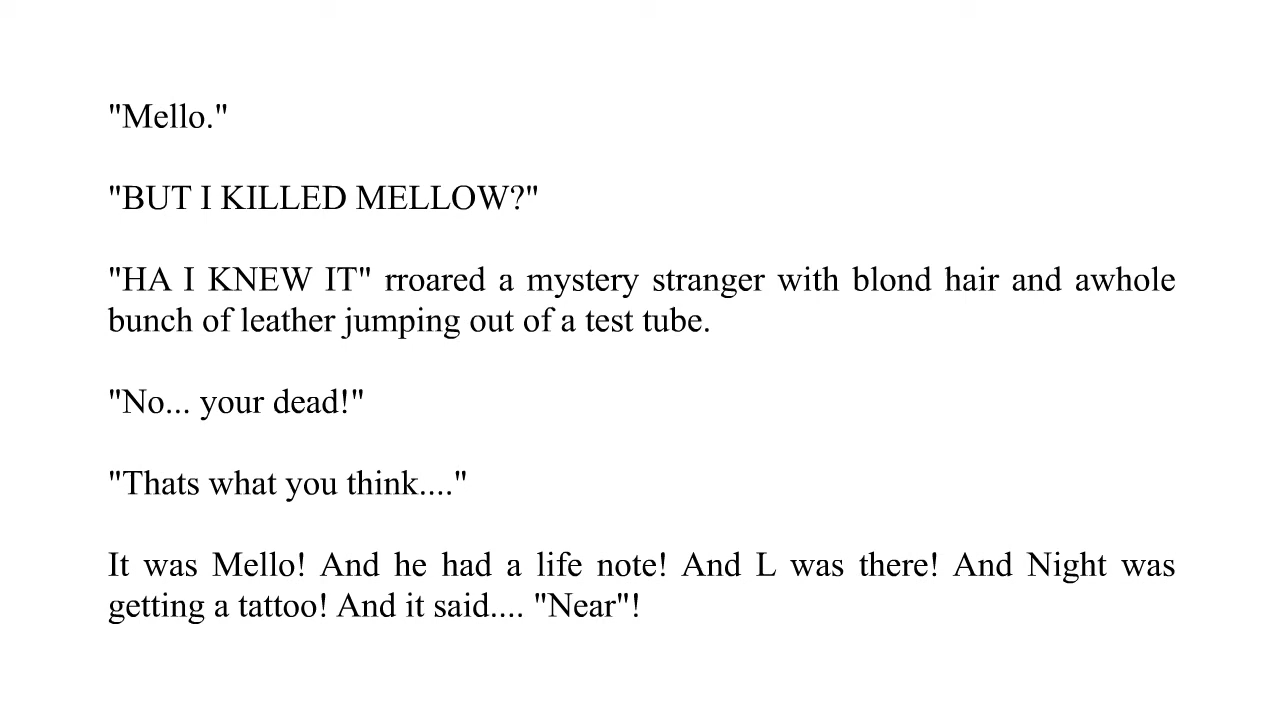 "Mello."
"BUT I KILLED MELLOW?"
"HA I KNEW IT" rroared a mystery stranger with blond hair and awhole
bunch of leather jumping out of a test tube.
"No... your dead!"
"Thats what you think...."
It was Mello! And he had a life note! And L was there! And Night was
getting a tattoo! And it said.... "Near"!